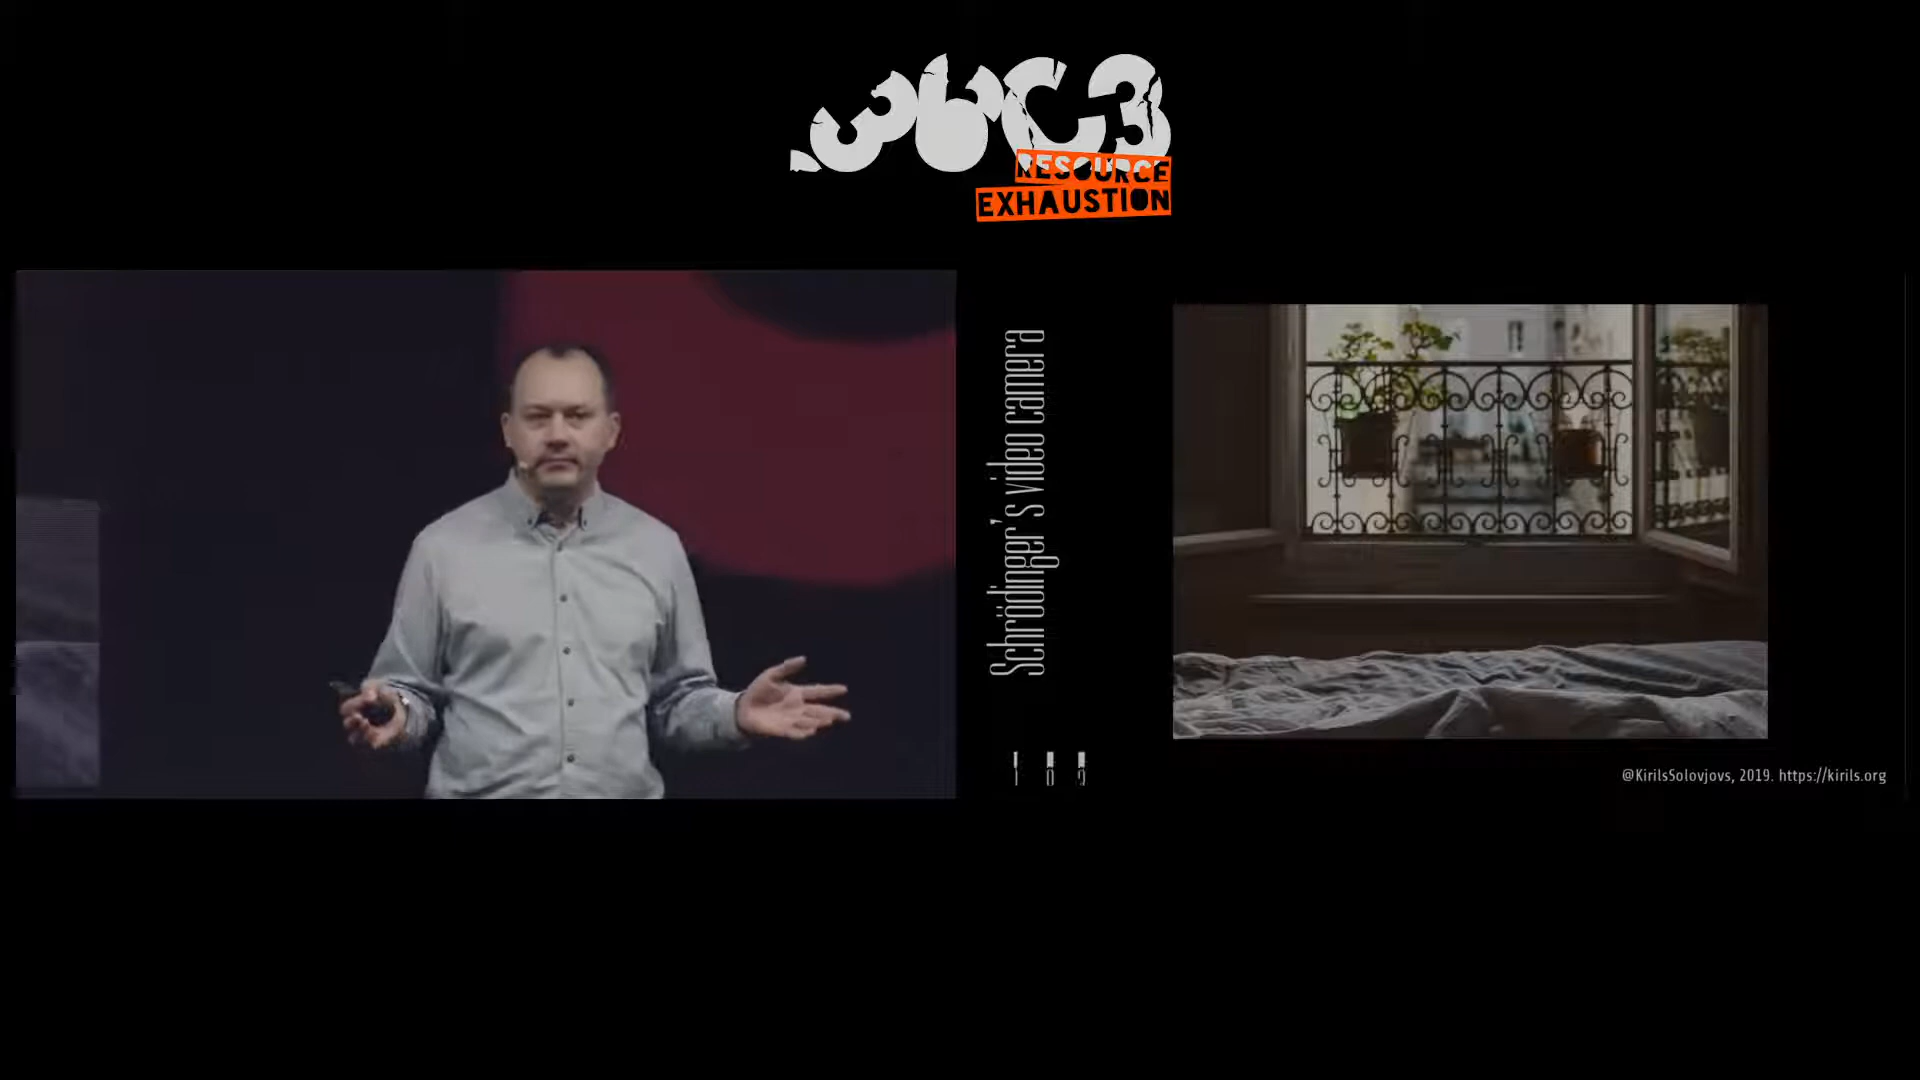 36C3
RESOURCE
EXHAUSTION
Schrödinger's video camera
@KirilsSolovjovs, 2019. https://kirils.org